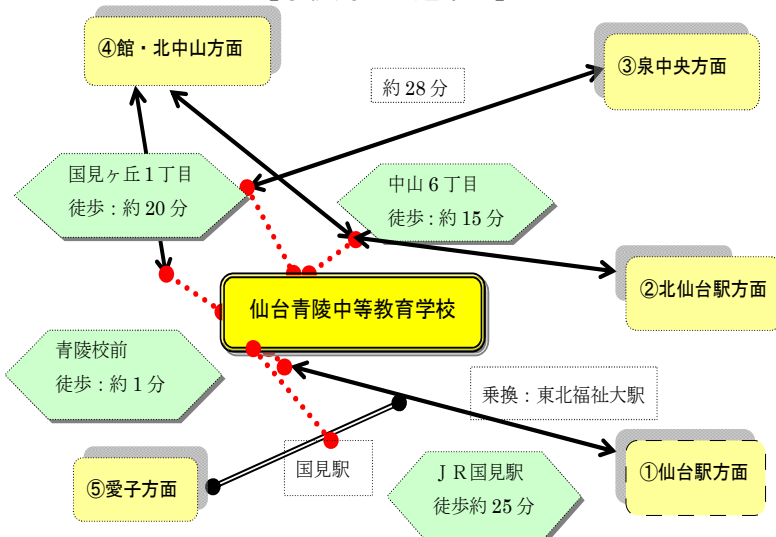 ④館・北中山方面
③泉中央方面
約 28 分
国見ヶ丘1丁目
徒歩：約 20 分
中山 6 丁目
徒歩：約 15 分
②北仙台駅方面
仙台青陵中等教育学校
青陵校前
徒歩：約 1 分
乗換：東北福祉大駅
国見駅
ＪＲ国見駅
徒歩約 25 分
①仙台駅方面
⑤愛子方面